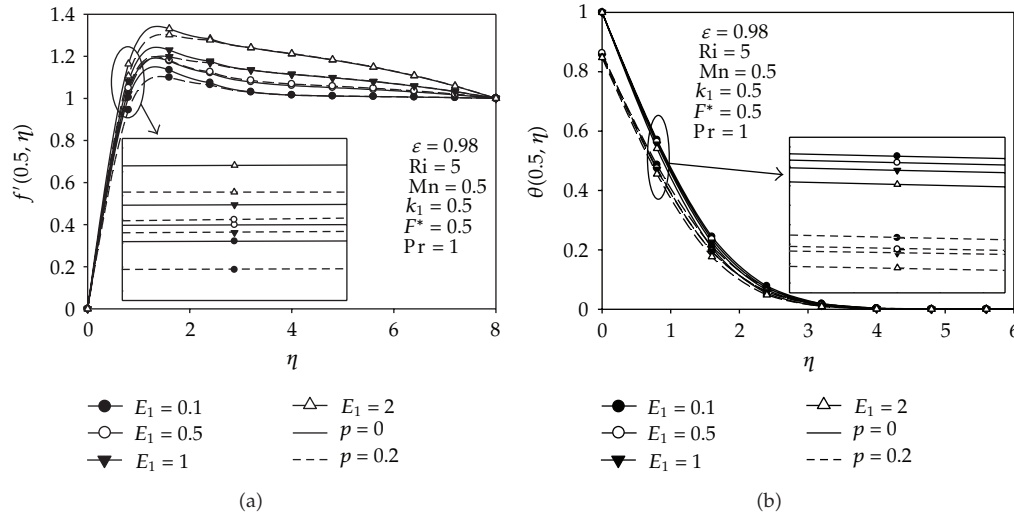 1.4
1.2
1
0.8
0.6
0.4
0.2
0
f′(0.5, η)
ε = 0.98
Ri = 5
Mn = 0.5
k₁ = 0.5
F* = 0.5
Pr = 1
0 2 4 6 8
η
E₁ = 0.1
E₁ = 0.5
E₁ = 1
E₁ = 2
p = 0
p = 0.2
(a)
1
0.8
0.6
0.4
0.2
0
θ(0.5, η)
ε = 0.98
Ri = 5
Mn = 0.5
k₁ = 0.5
F* = 0.5
Pr = 1
0 1 2 3 4 5 6
η
E₁ = 0.1
E₁ = 0.5
E₁ = 1
E₁ = 2
p = 0
p = 0.2
(b)